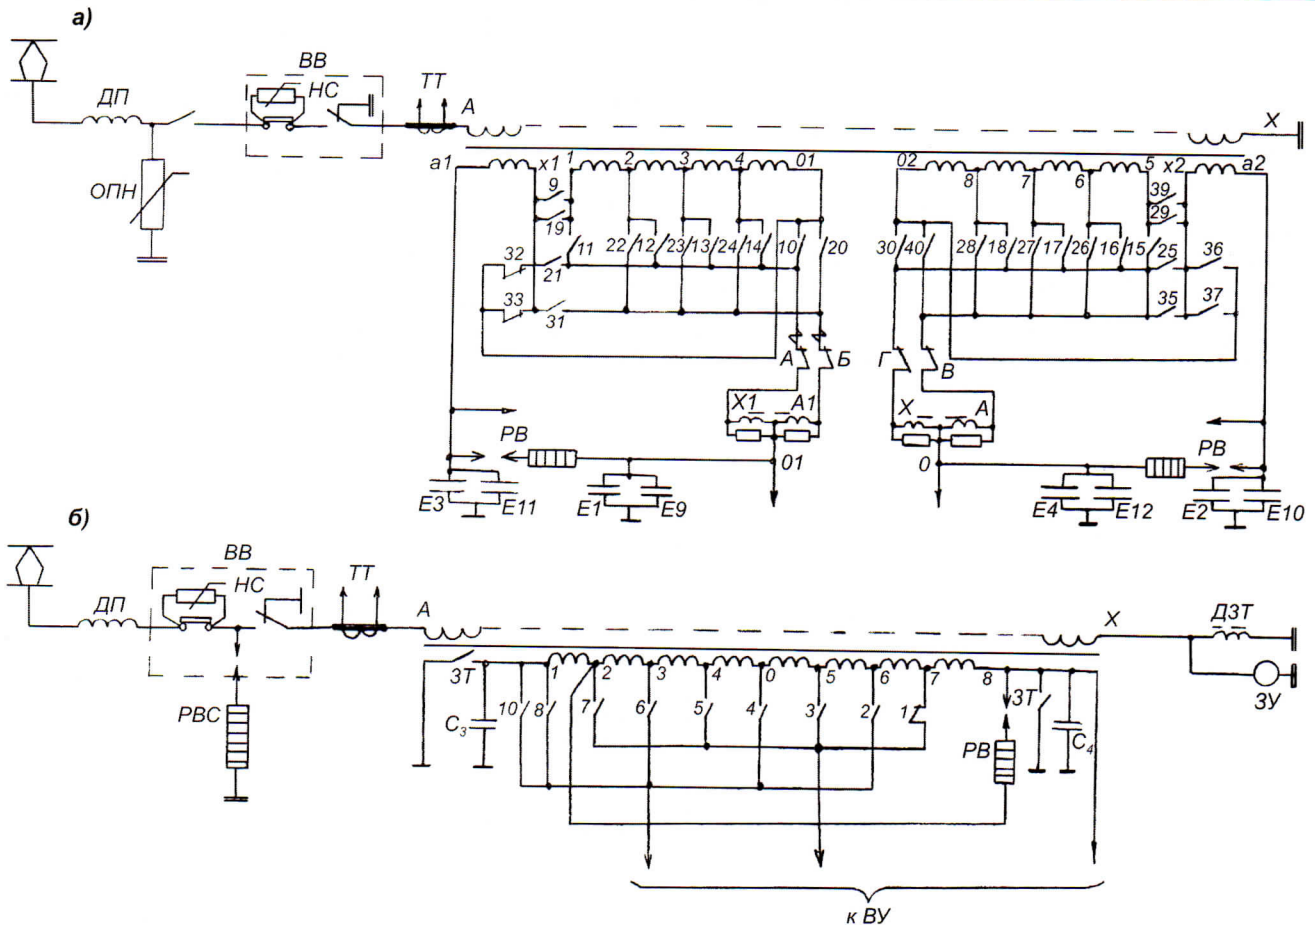 а)
ВВ
НС
ТТ
ДП
А
Х
ОПН
а1 х1 1 2 3 4 01 02 8 7 6 5 х2 а2
9
39
19
29
11 22 12 23 13 24 14 10 20 30 40 28 18 27 17 26 16 15 25 36
32
21
33
31
35 37
А Б Г В
Х1 А1 Х А
РВ
01
0
РВ
Е3 Е11 Е1 Е9 Е4 Е12 Е2 Е10
б)
ВВ
НС
ТТ
ДП
А
Х
ДЗТ
ЗУ
ЗТ
1 2 3 4 0 5 6 7 8
ЗТ
10 8 7 6 5 4 3 2 1
С3
С4
РВС
РВ
к ВУ